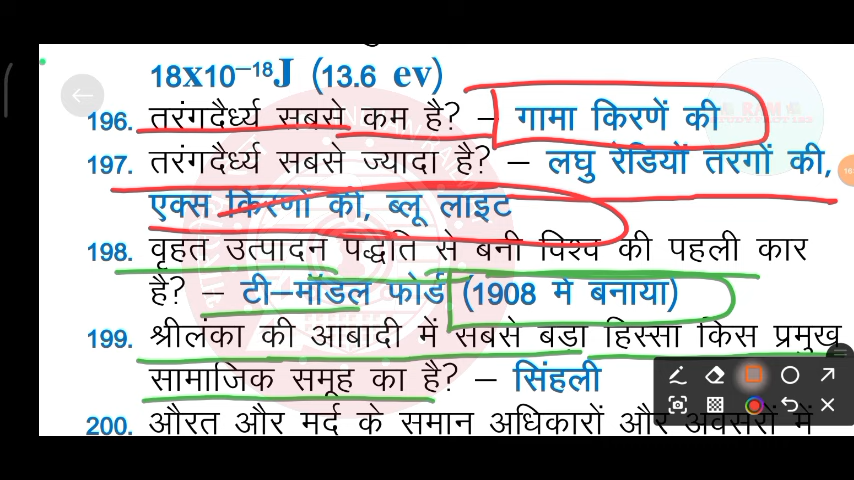 18x10⁻¹⁸J (13.6 ev)
196. तरंगदैर्ध्य सबसे कम है? – गामा किरणें की
197. तरंगदैर्ध्य सबसे ज्यादा है? – लघु रेडियों तरगों की,
एक्स किरणों की, ब्लू लाइट
198. वृहत उत्पादन पद्धति से बनी विश्व की पहली कार
है? – टी–मॉडल फोर्ड (1908 मे बनाया)
199. श्रीलंका की आबादी में सबसे बडा हिस्सा किस प्रमुख
सामाजिक समूह का है? – सिंहली
200. औरत और मर्द के समान अधिकारों और अवसरों में